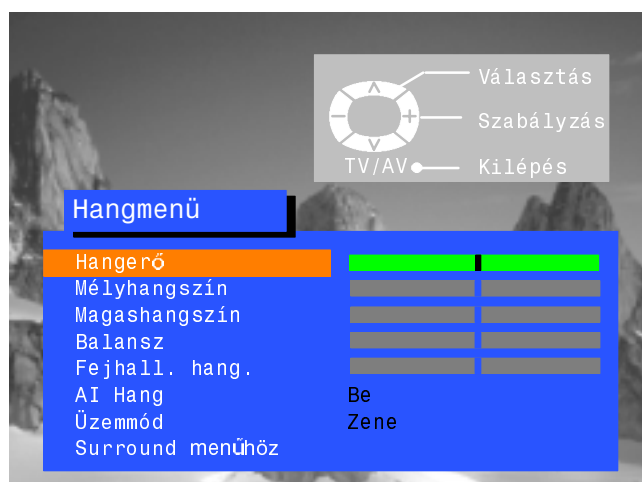 Választás
Szabályzás
TV/AV Kilépés
Hangmenü
Hangerő
Mélyhangszín
Magashangszín
Balansz
Fejhall. hang.
AI Hang Be
Üzemmód Zene
Surround menűhöz